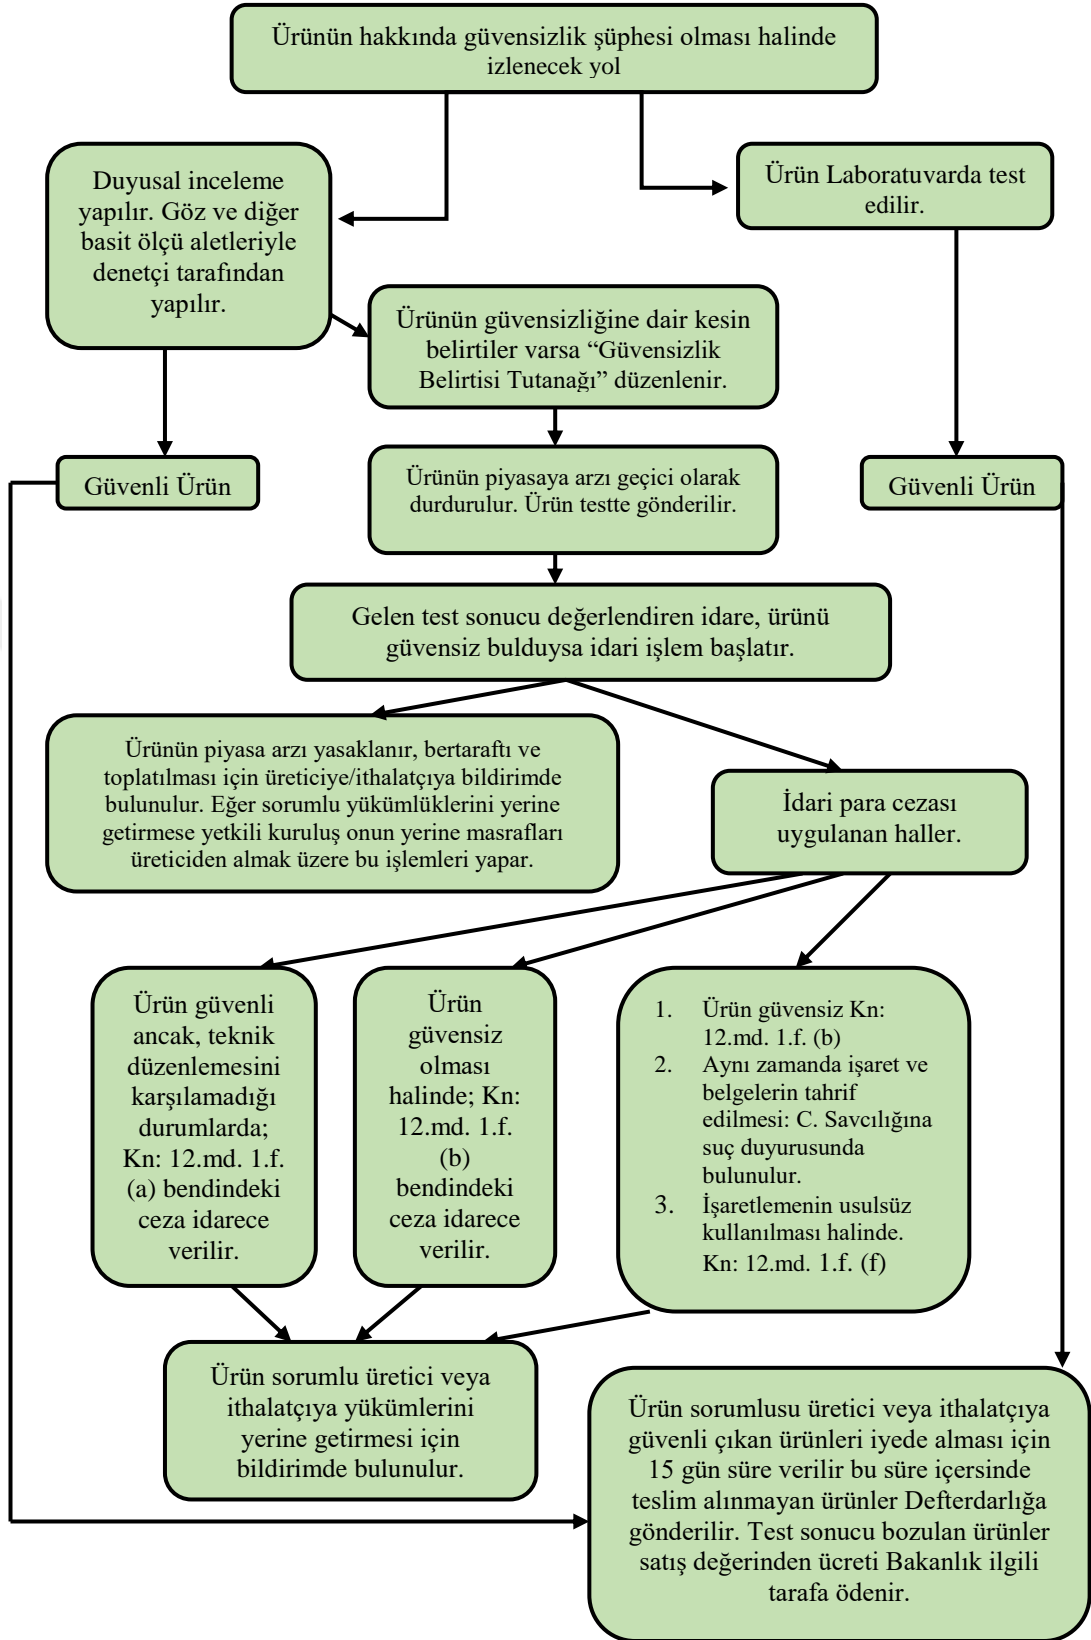 Ürünün hakkında güvensizlik şüphesi olması halinde
izlenecek yol
Duyusal inceleme
yapılır. Göz ve diğer
basit ölçü aletleriyle
denetçi tarafından
yapılır.
Ürün Laboratuvarda test
edilir.
Ürünün güvensizliğine dair kesin
belirtiler varsa “Güvensizlik
Belirtisi Tutanağı” düzenlenir.
Güvenli Ürün
Ürünün piyasaya arzı geçici olarak
durdurulur. Ürün testte gönderilir.
Güvenli Ürün
Gelen test sonucu değerlendiren idare, ürünü
güvensiz bulduysa idari işlem başlatır.
Ürünün piyasa arzı yasaklanır, bertaraftı ve
toplatılması için üreticiye/ithalatçıya bildirimde
bulunulur. Eğer sorumlu yükümlüklerini yerine
getirmese yetkili kuruluş onun yerine masrafları
üreticiden almak üzere bu işlemleri yapar.
İdari para cezası
uygulanan haller.
Ürün güvenli
ancak, teknik
düzenlemesini
karşılamadığı
durumlarda;
Kn: 12.md. 1.f.
(a) bendindeki
ceza idarece
verilir.
Ürün
güvensiz
olması
halinde; Kn:
12.md. 1.f.
(b)
bendindeki
ceza idarece
verilir.
1. Ürün güvensiz Kn:
12.md. 1.f. (b)
2. Aynı zamanda işaret ve
belgelerin tahrif
edilmesi: C. Savcılığına
suç duyurusunda
bulunulur.
3. İşaretlemenin usulsüz
kullanılması halinde.
Kn: 12.md. 1.f. (f)
Ürün sorumlu üretici veya
ithalatçıya yükümlerini
yerine getirmesi için
bildirimde bulunulur.
Ürün sorumlusu üretici veya ithalatçıya
güvenli çıkan ürünleri iyede alması için
15 gün süre verilir bu süre içersinde
teslim alınmayan ürünler Defterdarlığa
gönderilir. Test sonucu bozulan ürünler
satış değerinden ücreti Bakanlık ilgili
tarafa ödenir.